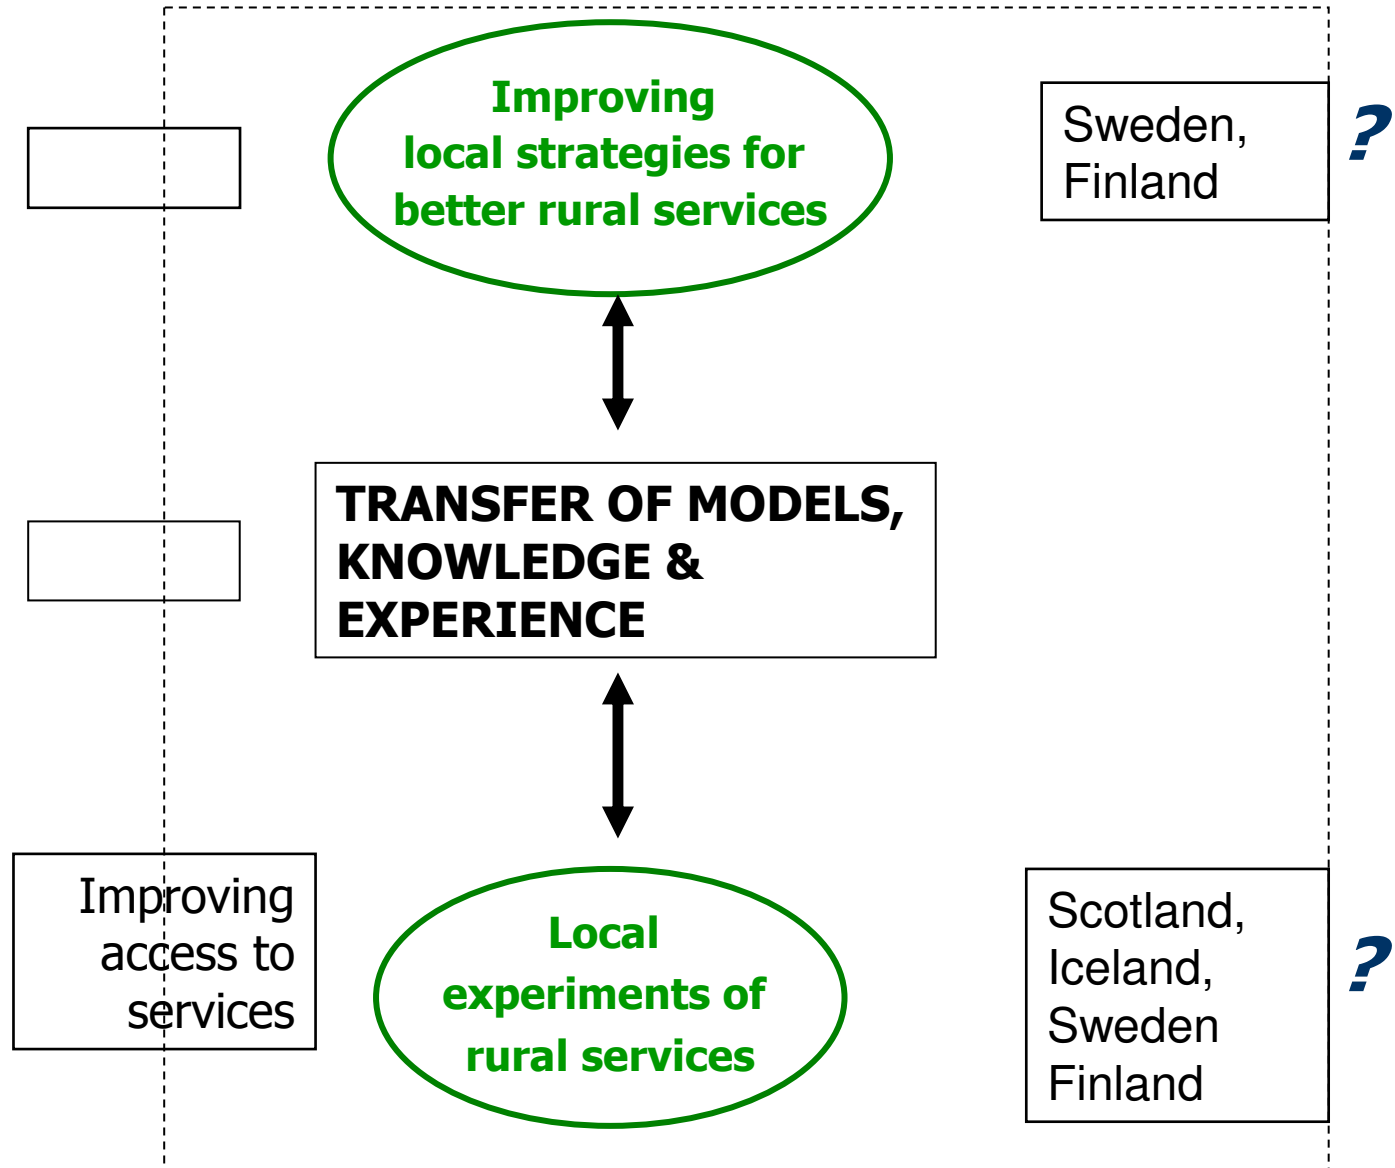 Improving
local strategies for
better rural services
Sweden,
Finland
?
TRANSFER OF MODELS,
KNOWLEDGE &
EXPERIENCE
Improving
access to
services
Local
experiments of
rural services
Scotland,
Iceland,
Sweden
Finland
?